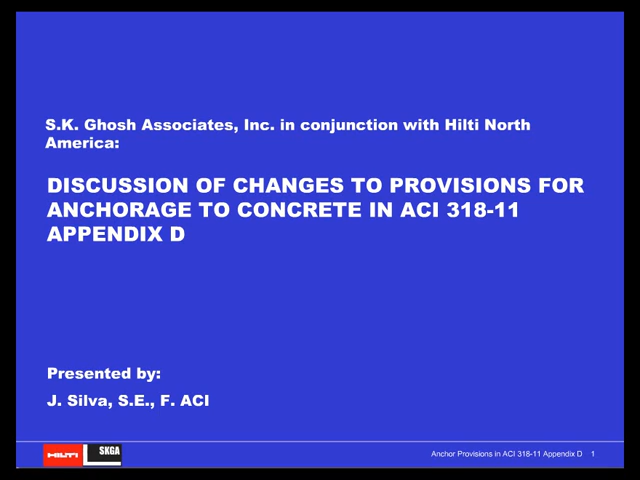 S.K. Ghosh Associates, Inc. in conjunction with Hilti North
America:
DISCUSSION OF CHANGES TO PROVISIONS FOR
ANCHORAGE TO CONCRETE IN ACI 318-11
APPENDIX D
Presented by:
J. Silva, S.E., F. ACI
HILTI SKGA Anchor Provisions in ACI 318-11 Appendix D 1